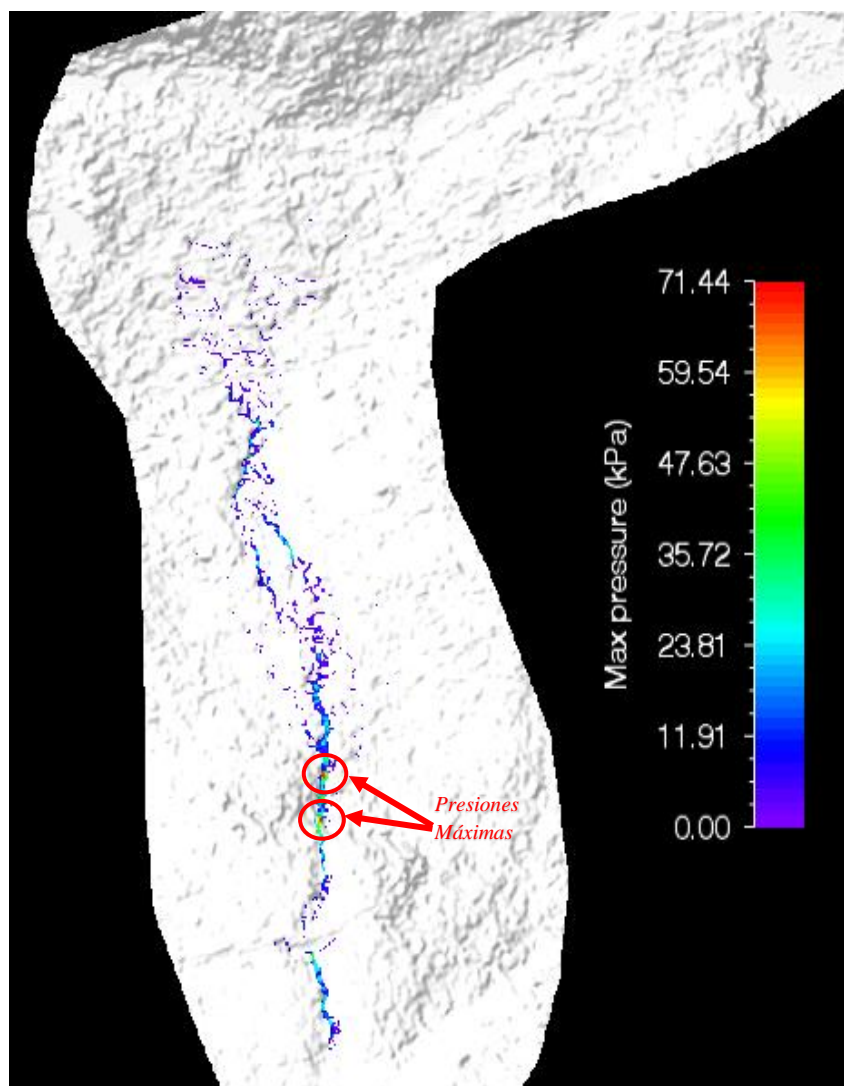 71.44
59.54
47.63
35.72
23.81
11.91
0.00
Max pressure (kPa)
Presiones
Máximas